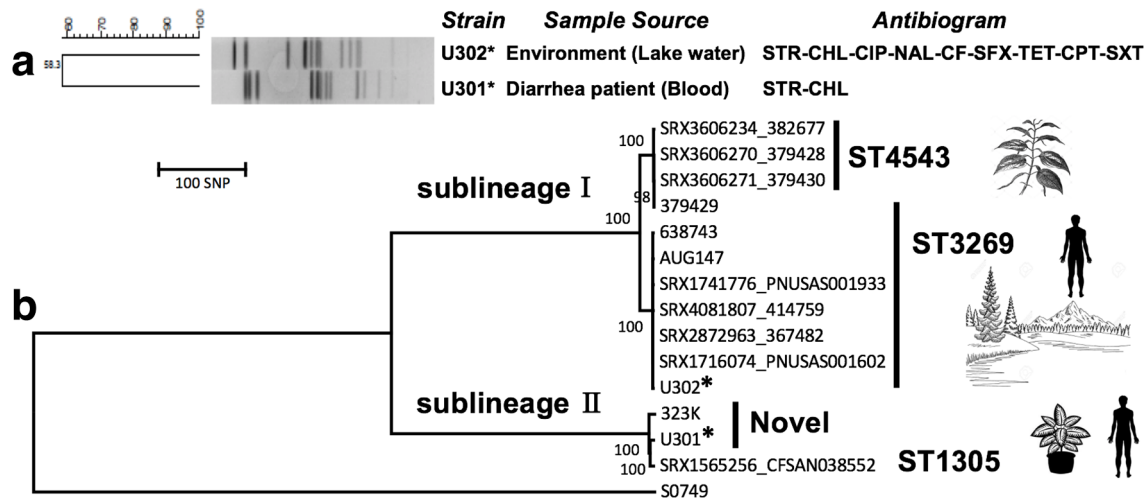 60 70 80 90 100
Strain Sample Source Antibiogram
a
58.3
U302* Environment (Lake water) STR-CHL-CIP-NAL-CF-SFX-TET-CPT-SXT
U301* Diarrhea patient (Blood) STR-CHL
100 SNP
b
sublineage I
100
100
98
SRX3606234_382677
SRX3606270_379428
SRX3606271_379430
379429
ST4543
638743
AUG147
SRX1741776_PNUSAS001933
SRX4081807_414759
SRX2872963_367482
SRX1716074_PNUSAS001602
U302*
100
ST3269
sublineage II
323K
U301*
Novel
100
100
SRX1565256_CFSAN038552
ST1305
S0749